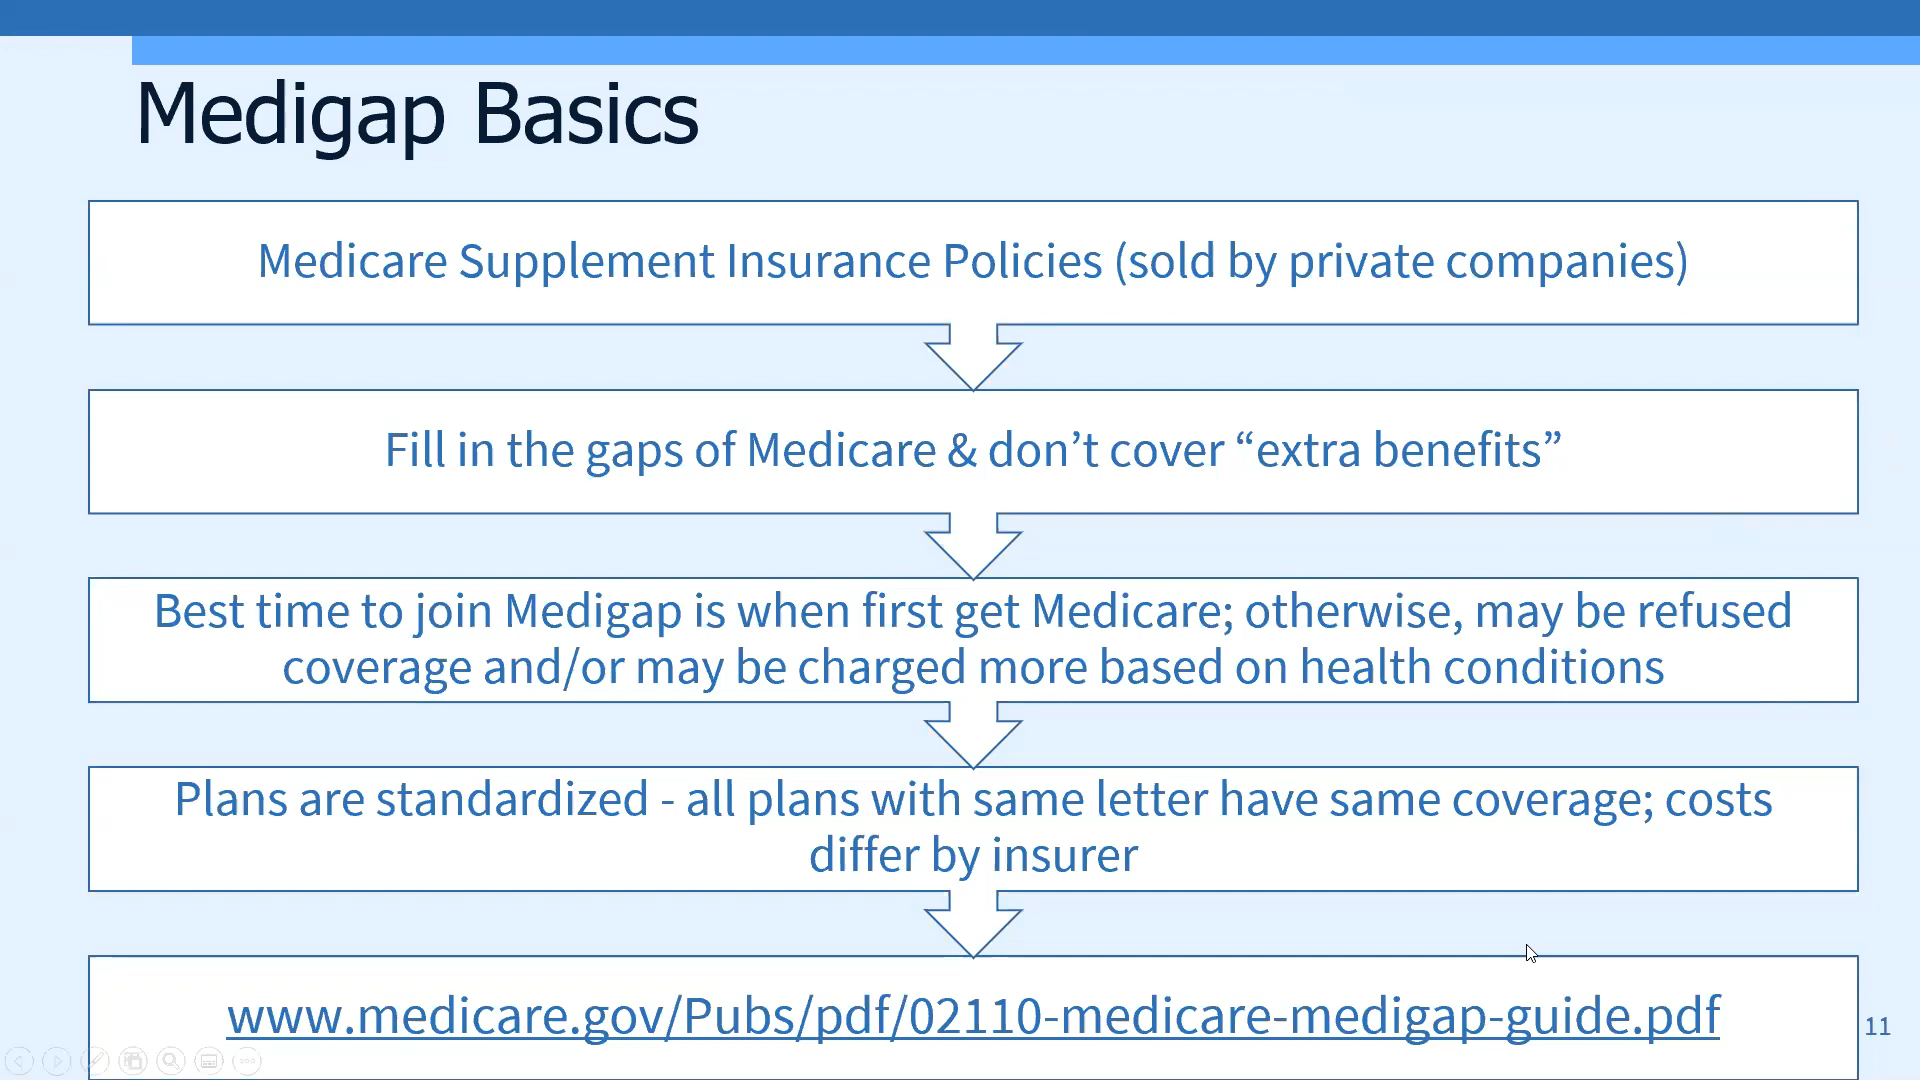 Medigap Basics
Medicare Supplement Insurance Policies (sold by private companies)
Fill in the gaps of Medicare & don’t cover “extra benefits”
Best time to join Medigap is when first get Medicare; otherwise, may be refused
coverage and/or may be charged more based on health conditions
Plans are standardized - all plans with same letter have same coverage; costs
differ by insurer
www.medicare.gov/Pubs/pdf/02110-medicare-medigap-guide.pdf
11